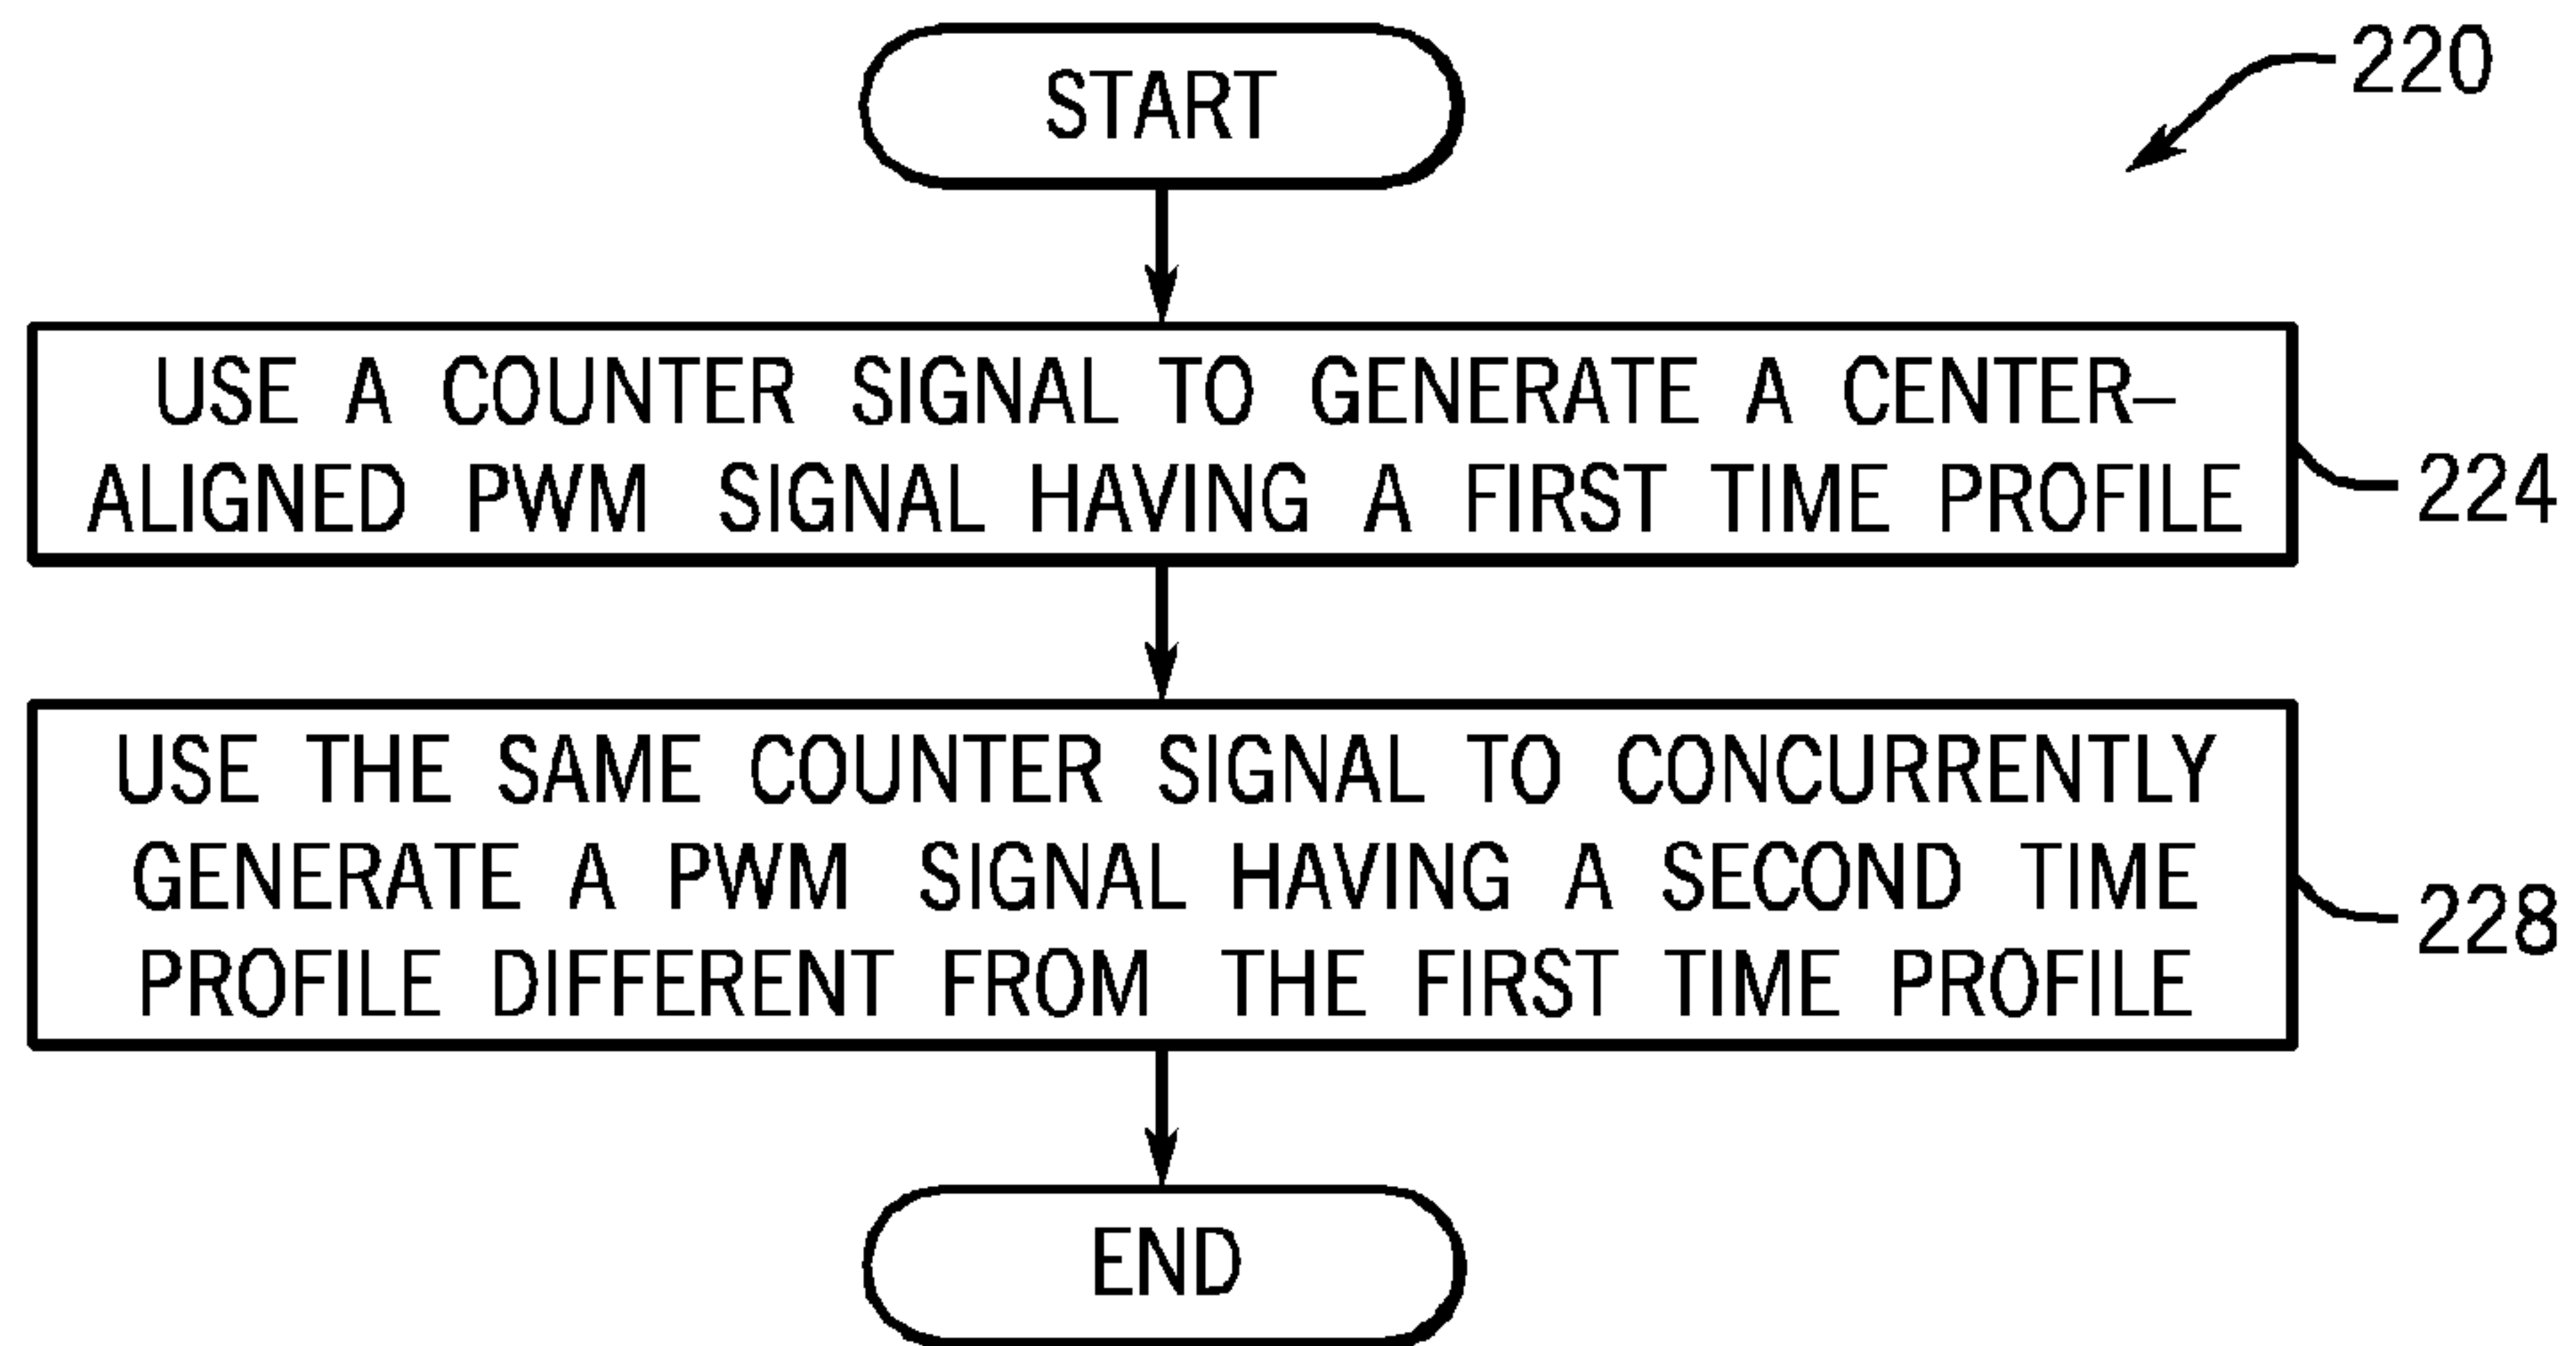 START
220
USE A COUNTER SIGNAL TO GENERATE A CENTER–
ALIGNED PWM SIGNAL HAVING A FIRST TIME PROFILE
224
USE THE SAME COUNTER SIGNAL TO CONCURRENTLY
GENERATE A PWM SIGNAL HAVING A SECOND TIME
PROFILE DIFFERENT FROM THE FIRST TIME PROFILE
228
END